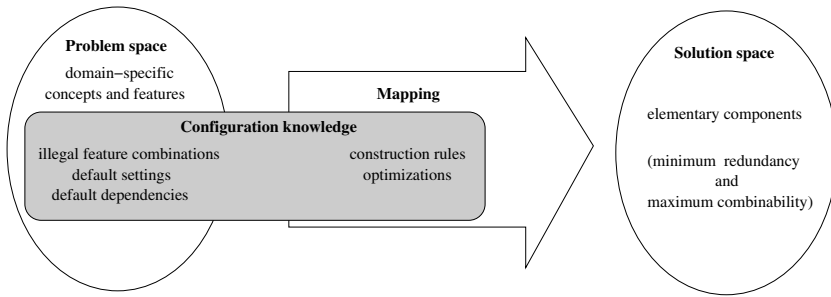 Problem space
domain−specific
concepts and features
Mapping
Configuration knowledge
illegal feature combinations
default settings
default dependencies
construction rules
optimizations
Solution space
elementary components
(minimum redundancy
and
maximum combinability)